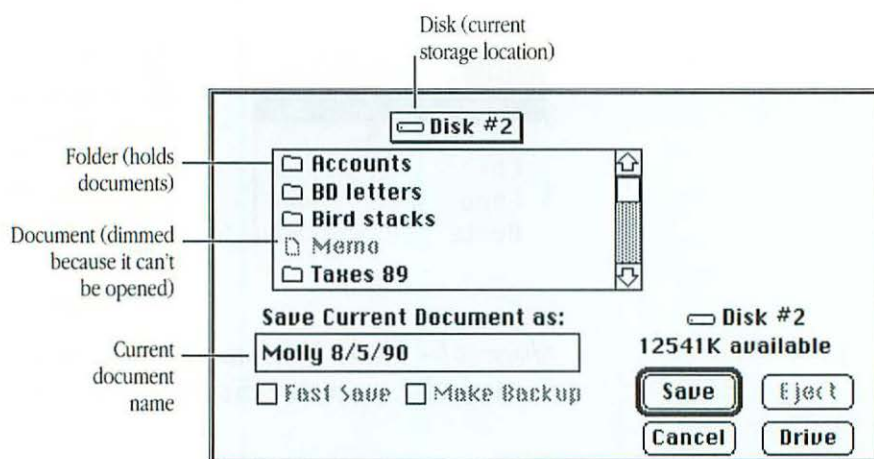 Disk (current
storage location)
Disk #2
Folder (holds
documents)
Accounts
BD letters
Bird stacks
Document (dimmed
because it can't
be opened)
Memo
Taxes 89
Save Current Document as:
Disk #2
12541K available
Current
document
name
Molly 8/5/90
Fast Save
Make Backup
Save
Eject
Cancel
Drive